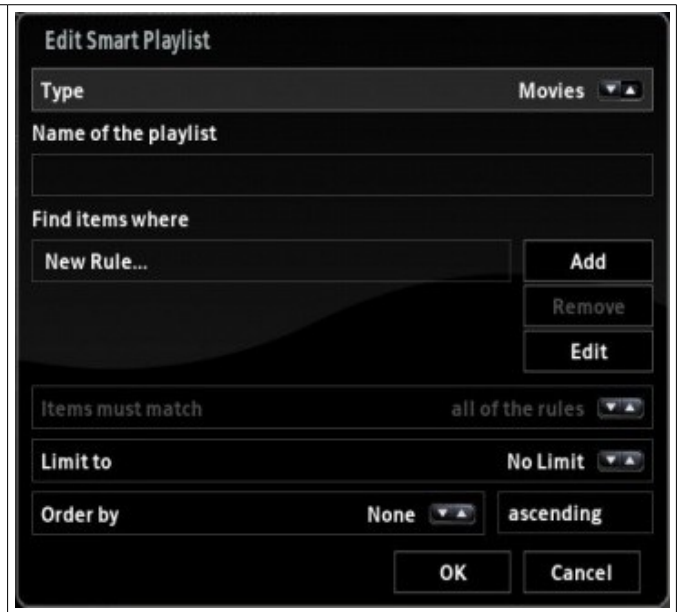 Edit Smart Playlist
Type Movies
Name of the playlist
Find items where
New Rule... Add
Remove
Edit
Items must match all of the rules
Limit to No Limit
Order by None ascending
OK Cancel